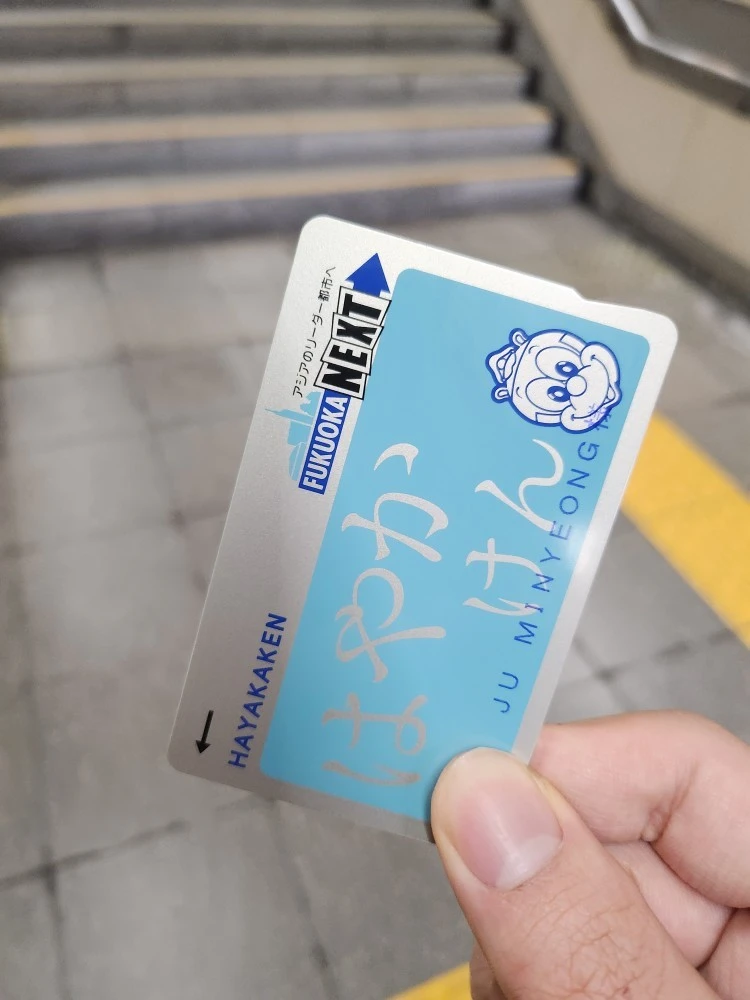 アジアのリーダー都市へ
FUKUOKA NEXT
HAYAKAKEN
はやか
けん
JU MINYEONG